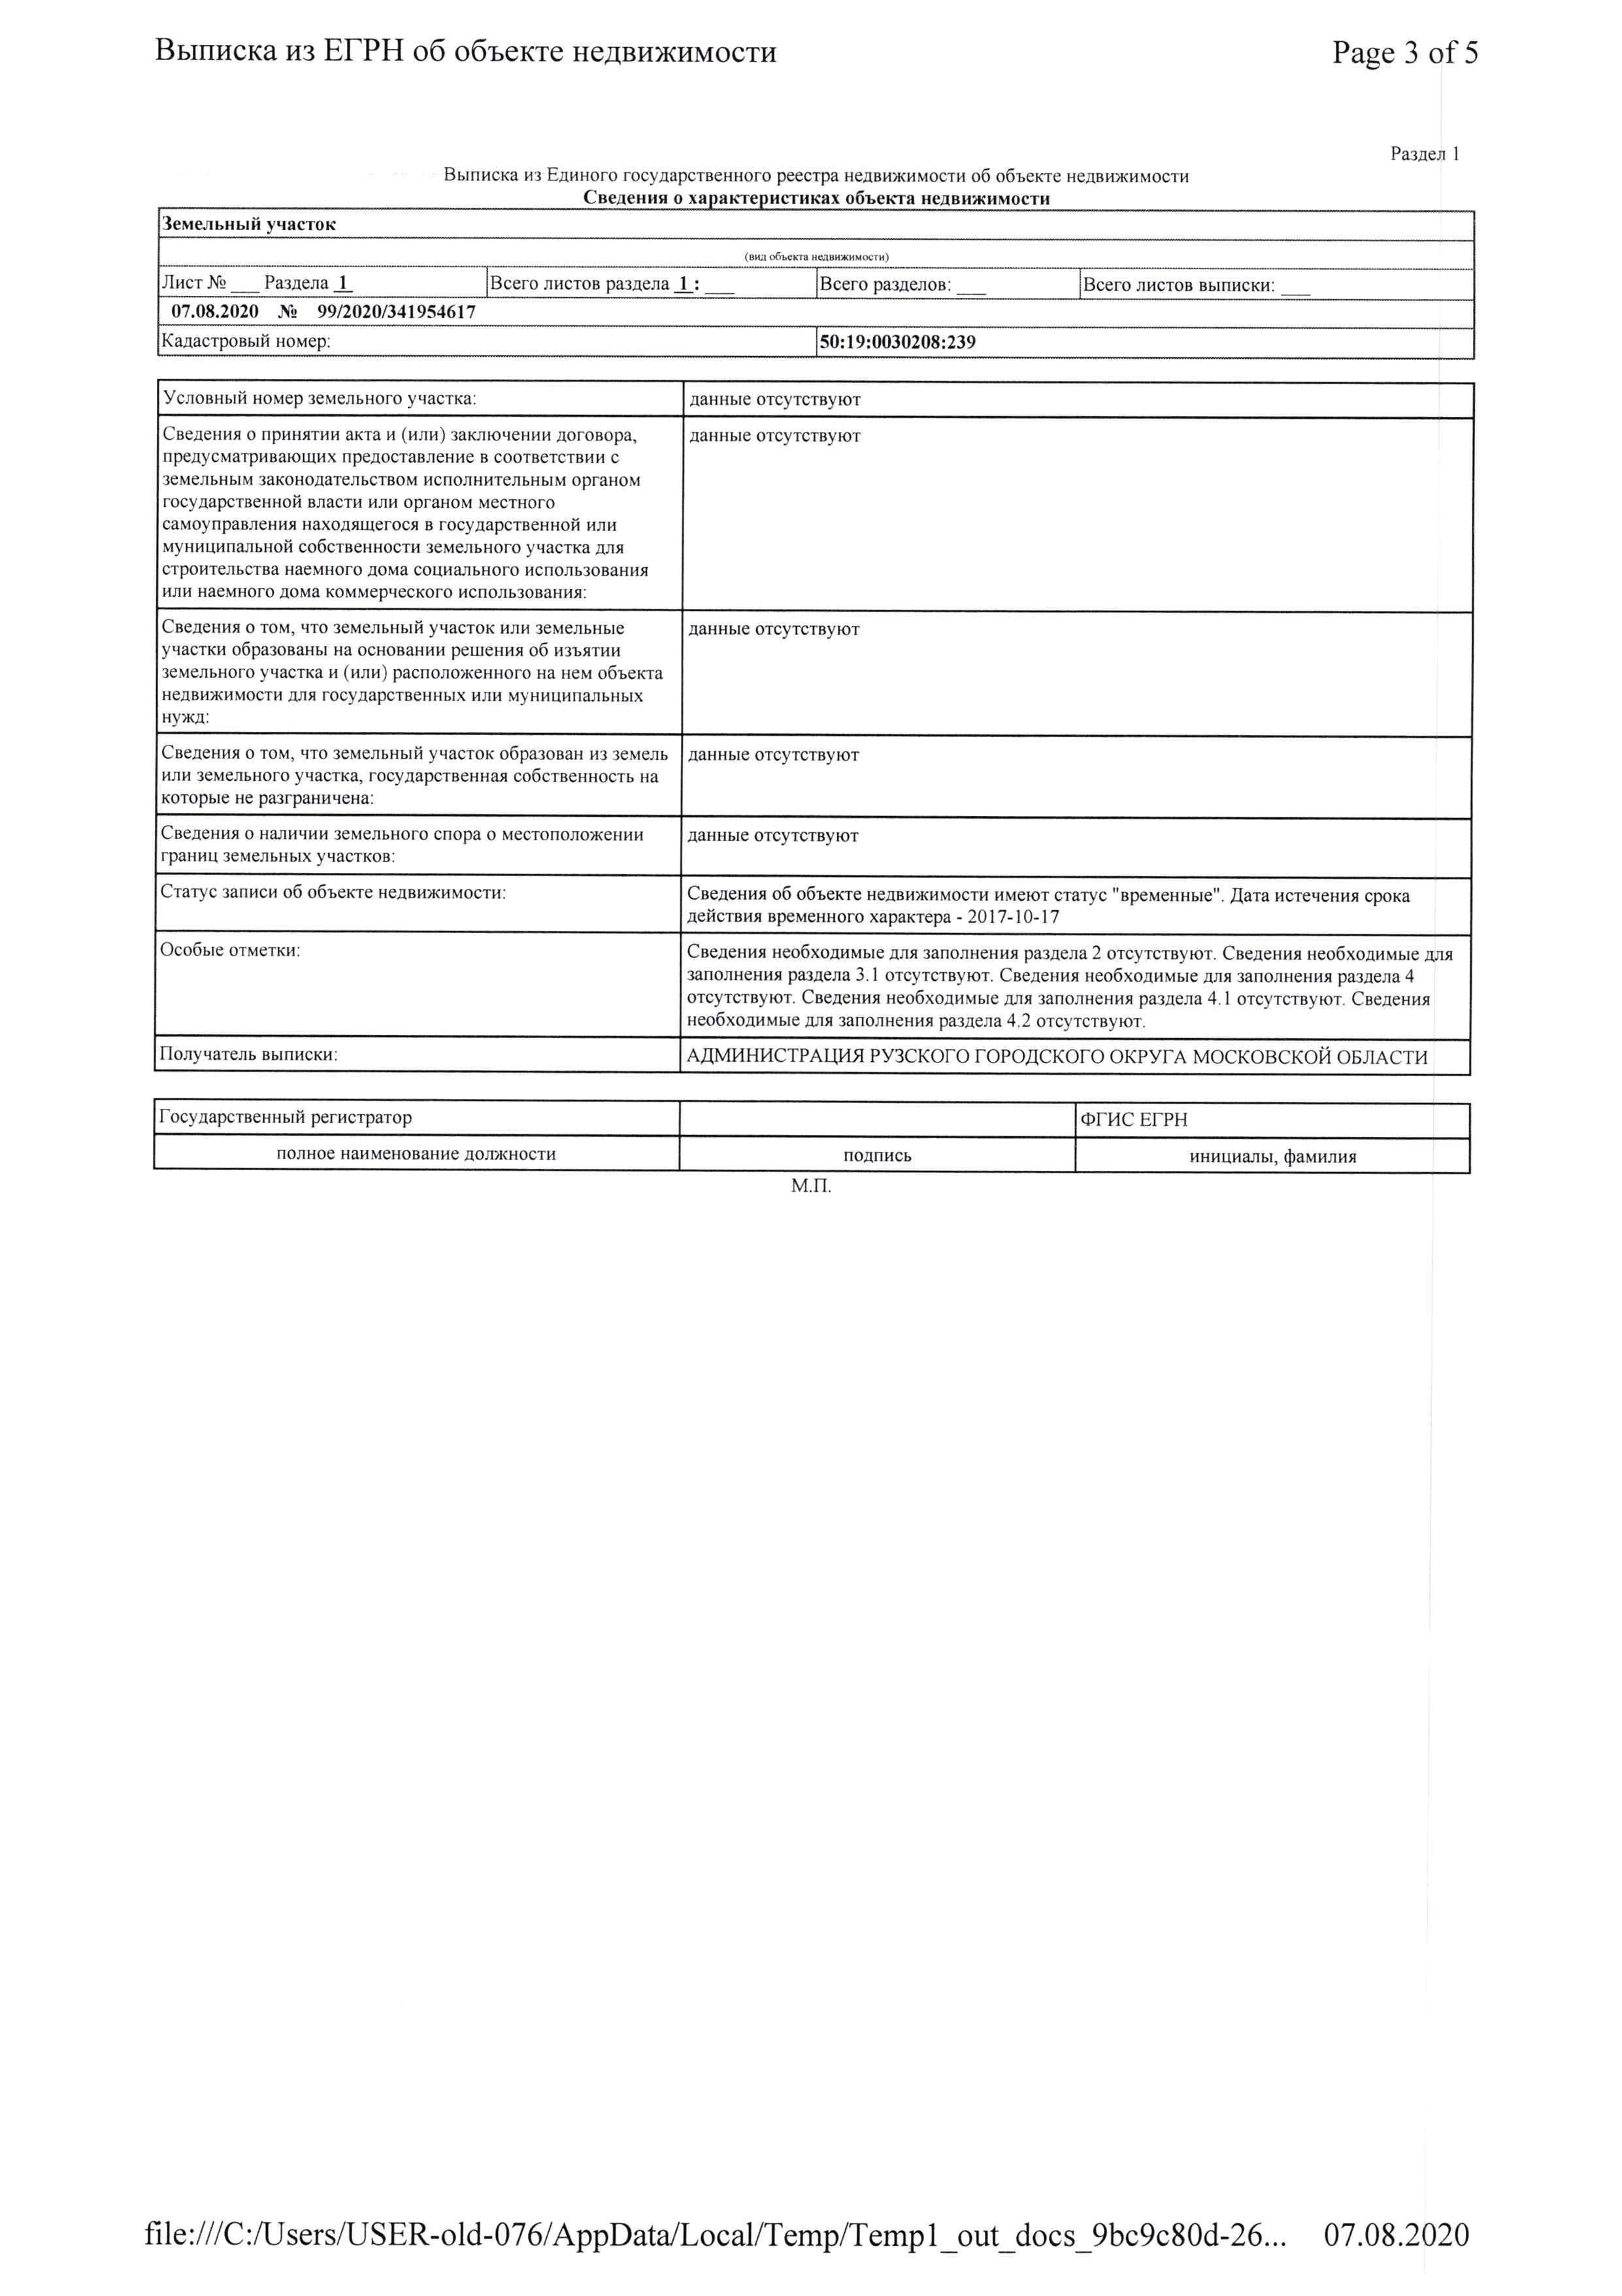 Выписка из ЕГРН об объекте недвижимости Page 3 of 5
Раздел 1
Выписка из Единого государственного реестра недвижимости об объекте недвижимости
Сведения о характеристиках объекта недвижимости
Земельный участок
(вид объекта недвижимости)
Лист № ___ Раздела 1 Всего листов раздела 1 : ___ Всего разделов: ___ Всего листов выписки: ___
07.08.2020 № 99/2020/341954617
Кадастровый номер: 50:19:0030208:239
Условный номер земельного участка: данные отсутствуют
Сведения о принятии акта и (или) заключении договора, данные отсутствуют
предусматривающих предоставление в соответствии с
земельным законодательством исполнительным органом
государственной власти или органом местного
самоуправления находящегося в государственной или
муниципальной собственности земельного участка для
строительства наемного дома социального использования
или наемного дома коммерческого использования:
Сведения о том, что земельный участок или земельные данные отсутствуют
участки образованы на основании решения об изъятии
земельного участка и (или) расположенного на нем объекта
недвижимости для государственных или муниципальных
нужд:
Сведения о том, что земельный участок образован из земель данные отсутствуют
или земельного участка, государственная собственность на
которые не разграничена:
Сведения о наличии земельного спора о местоположении данные отсутствуют
границ земельных участков:
Статус записи об объекте недвижимости: Сведения об объекте недвижимости имеют статус "временные". Дата истечения срока
действия временного характера - 2017-10-17
Особые отметки: Сведения необходимые для заполнения раздела 2 отсутствуют. Сведения необходимые для
заполнения раздела 3.1 отсутствуют. Сведения необходимые для заполнения раздела 4
отсутствуют. Сведения необходимые для заполнения раздела 4.1 отсутствуют. Сведения
необходимые для заполнения раздела 4.2 отсутствуют.
Получатель выписки: АДМИНИСТРАЦИЯ РУЗСКОГО ГОРОДСКОГО ОКРУГА МОСКОВСКОЙ ОБЛАСТИ
Государственный регистратор ФГИС ЕГРН
полное наименование должности подпись инициалы, фамилия
М.П.
file:///C:/Users/USER-old-076/AppData/Local/Temp/Temp1_out_docs_9bc9c80d-26... 07.08.2020